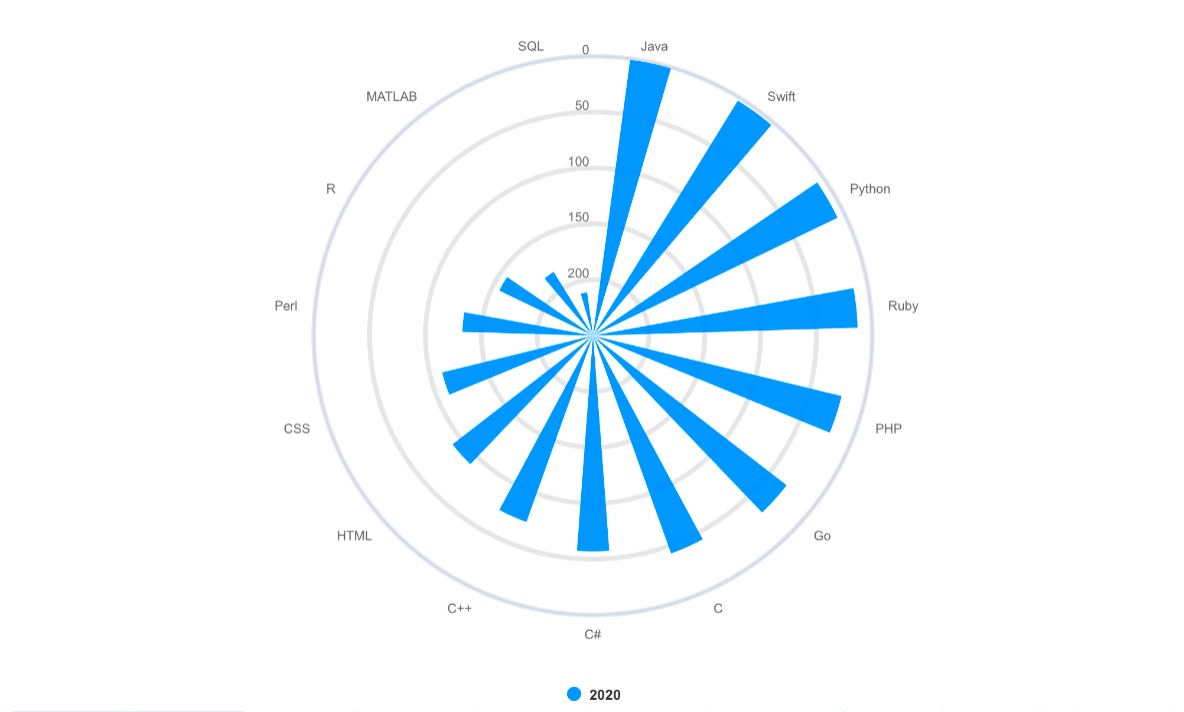 SQL
0
Java
MATLAB
50
Swift
100
R
Python
150
200
Perl
Ruby
CSS
PHP
HTML
Go
C++
C
C#
2020